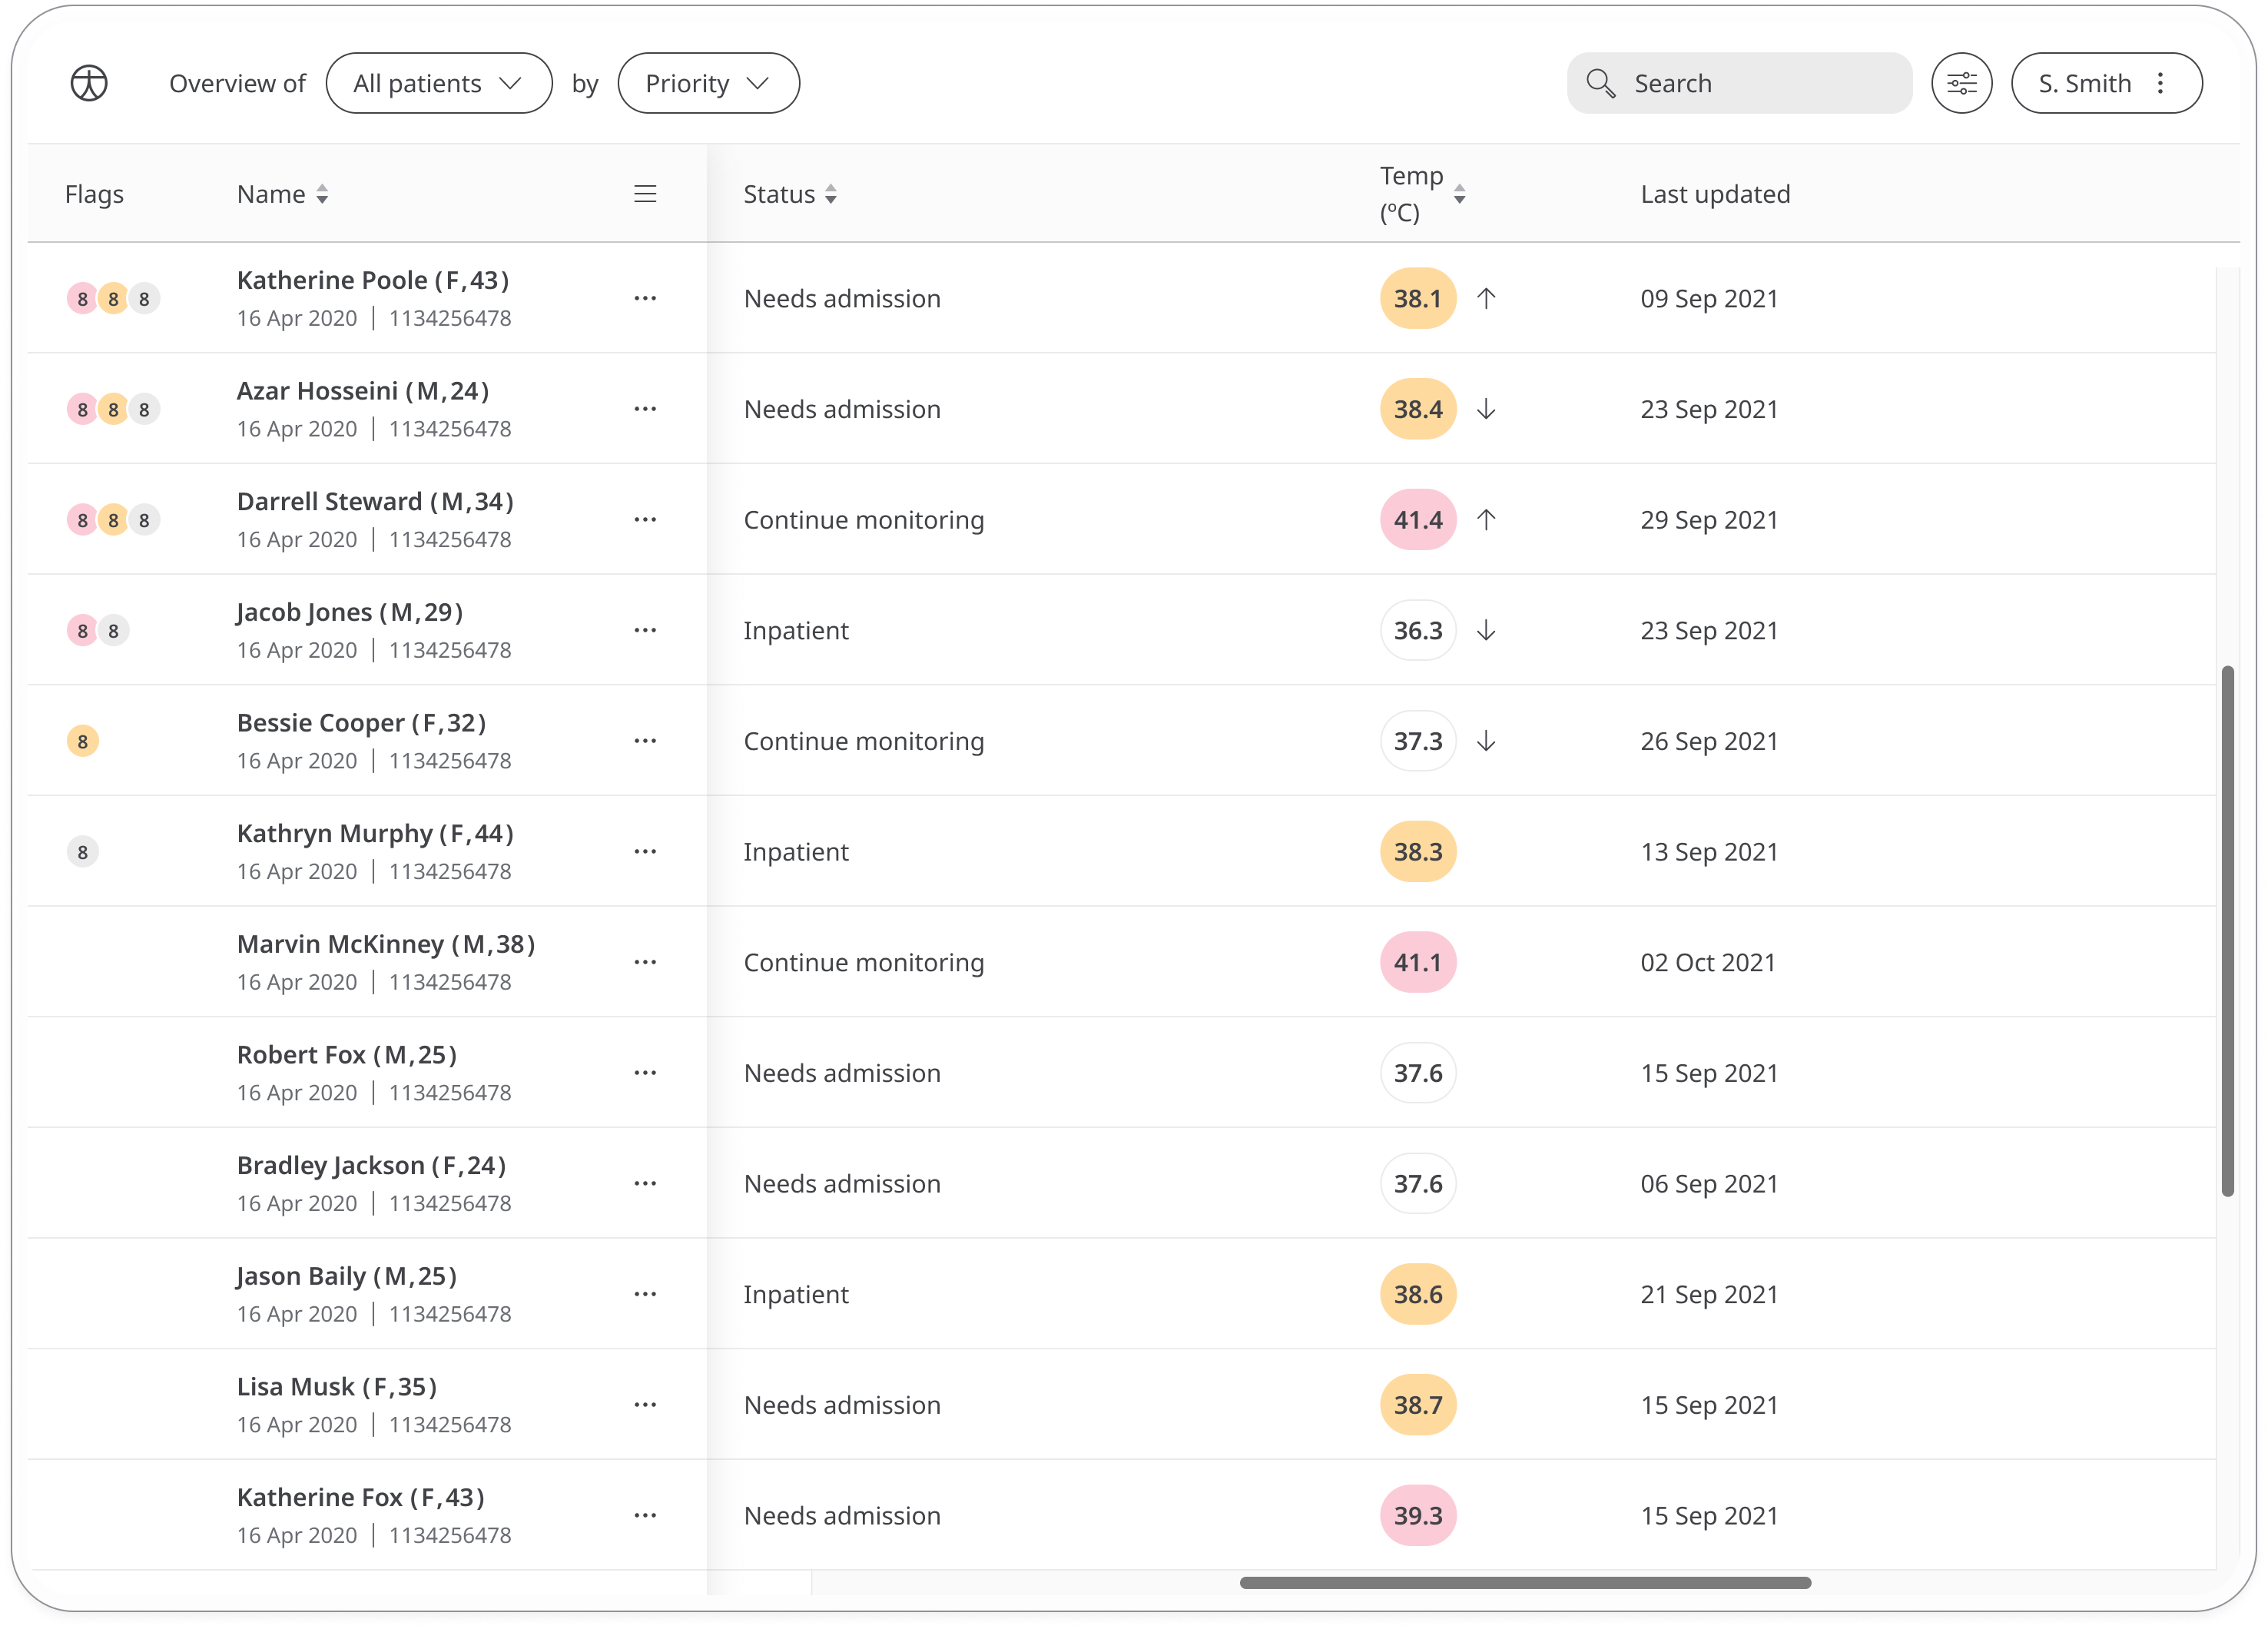 Overview of All patients by Priority Search S. Smith
Flags Name Status Temp (ºC) Last updated
8 8 8 Katherine Poole (F,43) Needs admission 38.1 09 Sep 2021
16 Apr 2020 | 1134256478
8 8 8 Azar Hosseini (M,24) Needs admission 38.4 23 Sep 2021
16 Apr 2020 | 1134256478
8 8 8 Darrell Steward (M,34) Continue monitoring 41.4 29 Sep 2021
16 Apr 2020 | 1134256478
8 8 Jacob Jones (M,29) Inpatient 36.3 23 Sep 2021
16 Apr 2020 | 1134256478
8 Bessie Cooper (F,32) Continue monitoring 37.3 26 Sep 2021
16 Apr 2020 | 1134256478
8 Kathryn Murphy (F,44) Inpatient 38.3 13 Sep 2021
16 Apr 2020 | 1134256478
Marvin McKinney (M,38) Continue monitoring 41.1 02 Oct 2021
16 Apr 2020 | 1134256478
Robert Fox (M,25) Needs admission 37.6 15 Sep 2021
16 Apr 2020 | 1134256478
Bradley Jackson (F,24) Needs admission 37.6 06 Sep 2021
16 Apr 2020 | 1134256478
Jason Baily (M,25) Inpatient 38.6 21 Sep 2021
16 Apr 2020 | 1134256478
Lisa Musk (F,35) Needs admission 38.7 15 Sep 2021
16 Apr 2020 | 1134256478
Katherine Fox (F,43) Needs admission 39.3 15 Sep 2021
16 Apr 2020 | 1134256478